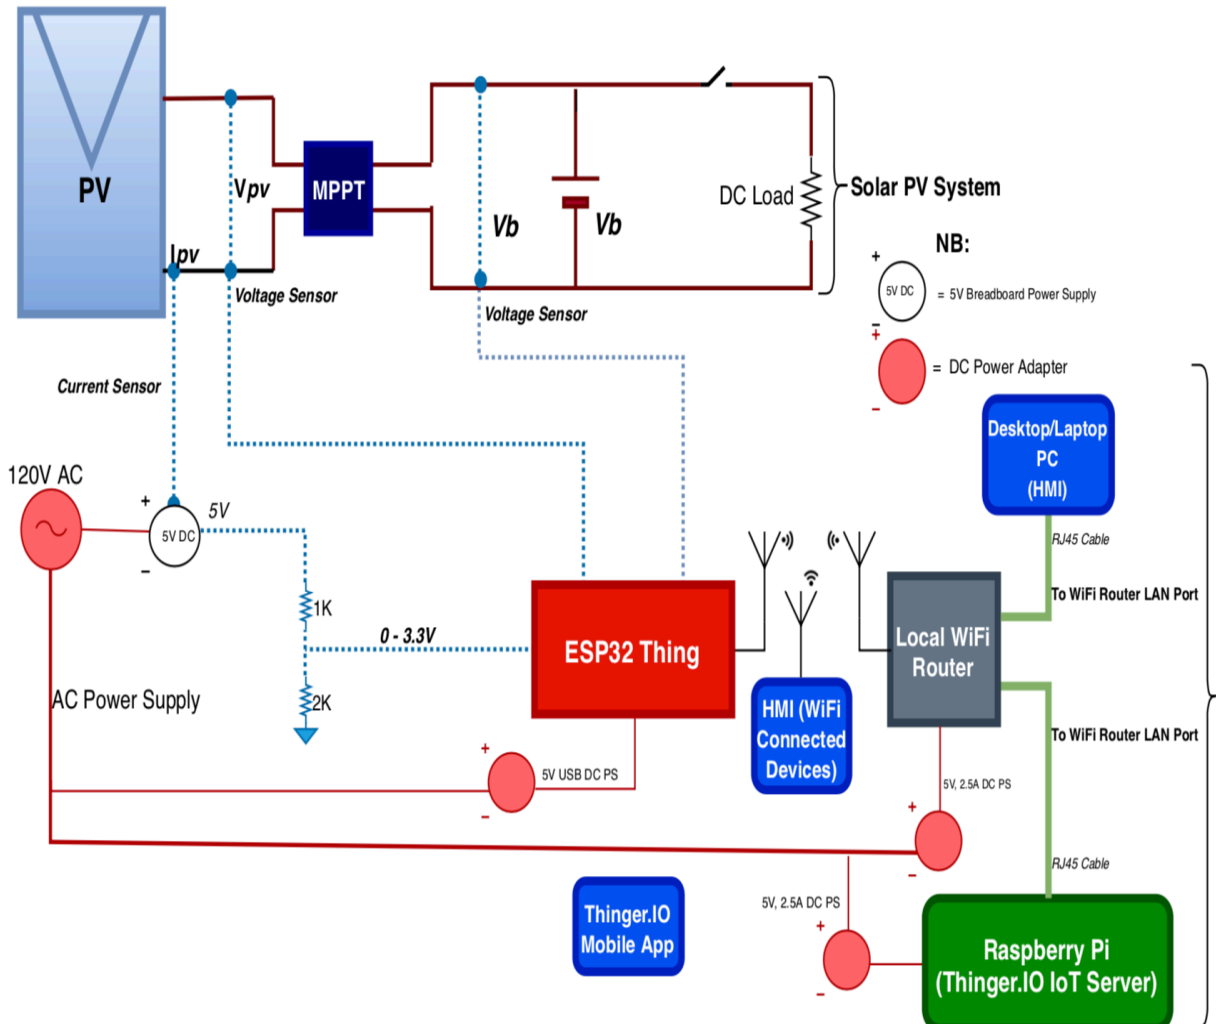 PV
Vpv
MPPT
Ipv
Voltage Sensor
Vb
Vb
Voltage Sensor
DC Load
Solar PV System
NB:
+
5V DC
= 5V Breadboard Power Supply
–
+
= DC Power Adapter
–
Current Sensor
120V AC
+
5V DC
–
5V
1K
0 - 3.3V
2K
AC Power Supply
ESP32 Thing
+
5V USB DC PS
–
HMI (WiFi
Connected
Devices)
Local WiFi
Router
Desktop/Laptop
PC
(HMI)
RJ45 Cable
To WiFi Router LAN Port
To WiFi Router LAN Port
5V, 2.5A DC PS
+
–
RJ45 Cable
5V, 2.5A DC PS
+
–
Thinger.IO
Mobile App
Raspberry Pi
(Thinger.IO IoT Server)